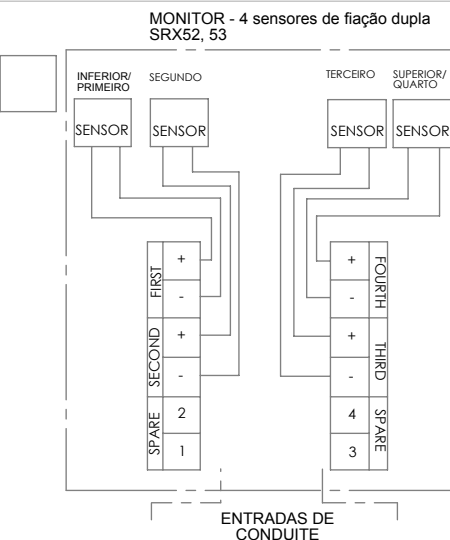 MONITOR - 4 sensores de fiação dupla
SRX52, 53
INFERIOR/
PRIMEIRO
SEGUNDO
TERCEIRO
SUPERIOR/
QUARTO
SENSOR
SENSOR
SENSOR
SENSOR
FIRST
+
-
SECOND
+
-
SPARE
2
1
+
-
FOURTH
+
-
THIRD
4
3
SPARE
ENTRADAS DE
CONDUITE